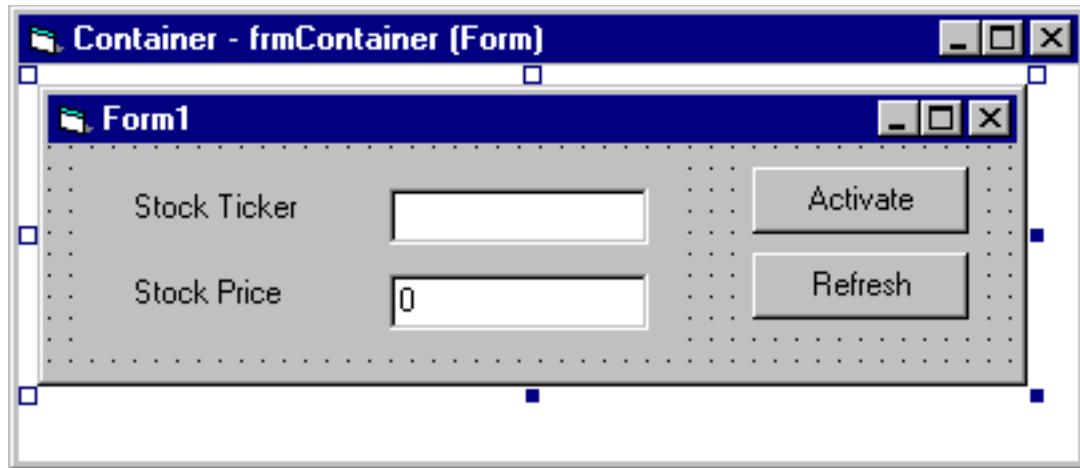 Container - frmContainer (Form)
Form1
Stock Ticker
Activate
Stock Price
0
Refresh